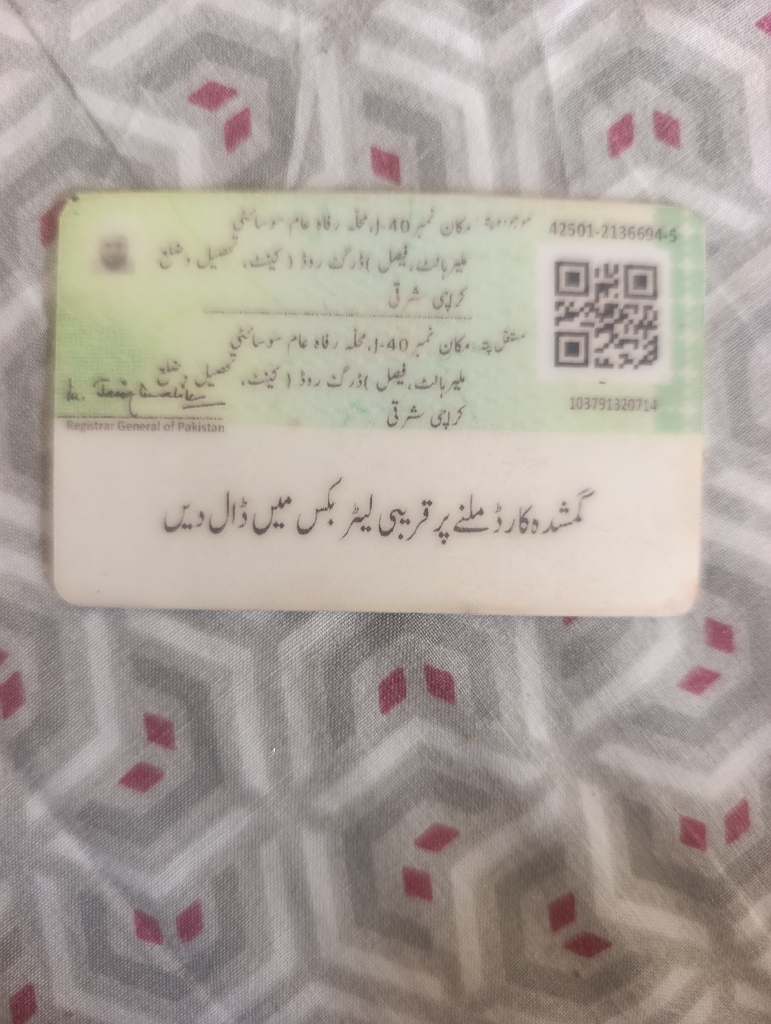 42501-2136694-5
موجودہ پتہ: مکان نمبر J-40، محلہ رفاہ عام سوسائٹی
ملیر ہالٹ، فیصل (ڈرگ روڈ) کینٹ، تحصیل و ضلع
کراچی شرقی
مستقل پتہ: مکان نمبر J-40، محلہ رفاہ عام سوسائٹی
ملیر ہالٹ، فیصل (ڈرگ روڈ) کینٹ، تحصیل و ضلع
کراچی شرقی
103791320714
Registrar General of Pakistan
گمشدہ کارڈ ملنے پر قریبی لیٹر بکس میں ڈال دیں